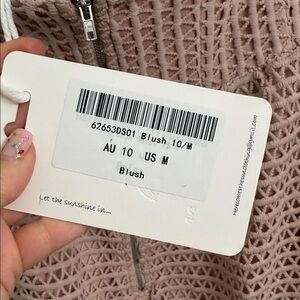 62653DS01 Blush 10/M
AU 10 US M
Blush
Let the sunshine in...